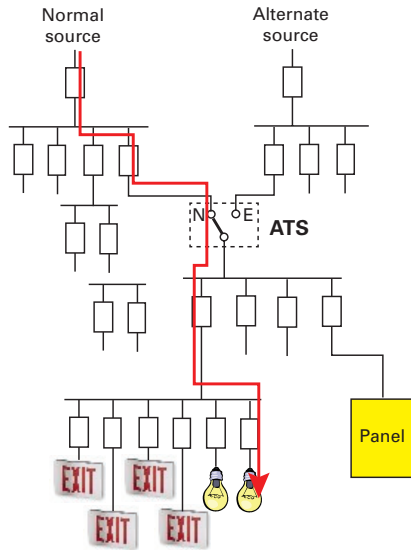 Normal
source
Alternate
source
N
E
ATS
Panel
EXIT
EXIT
EXIT
EXIT